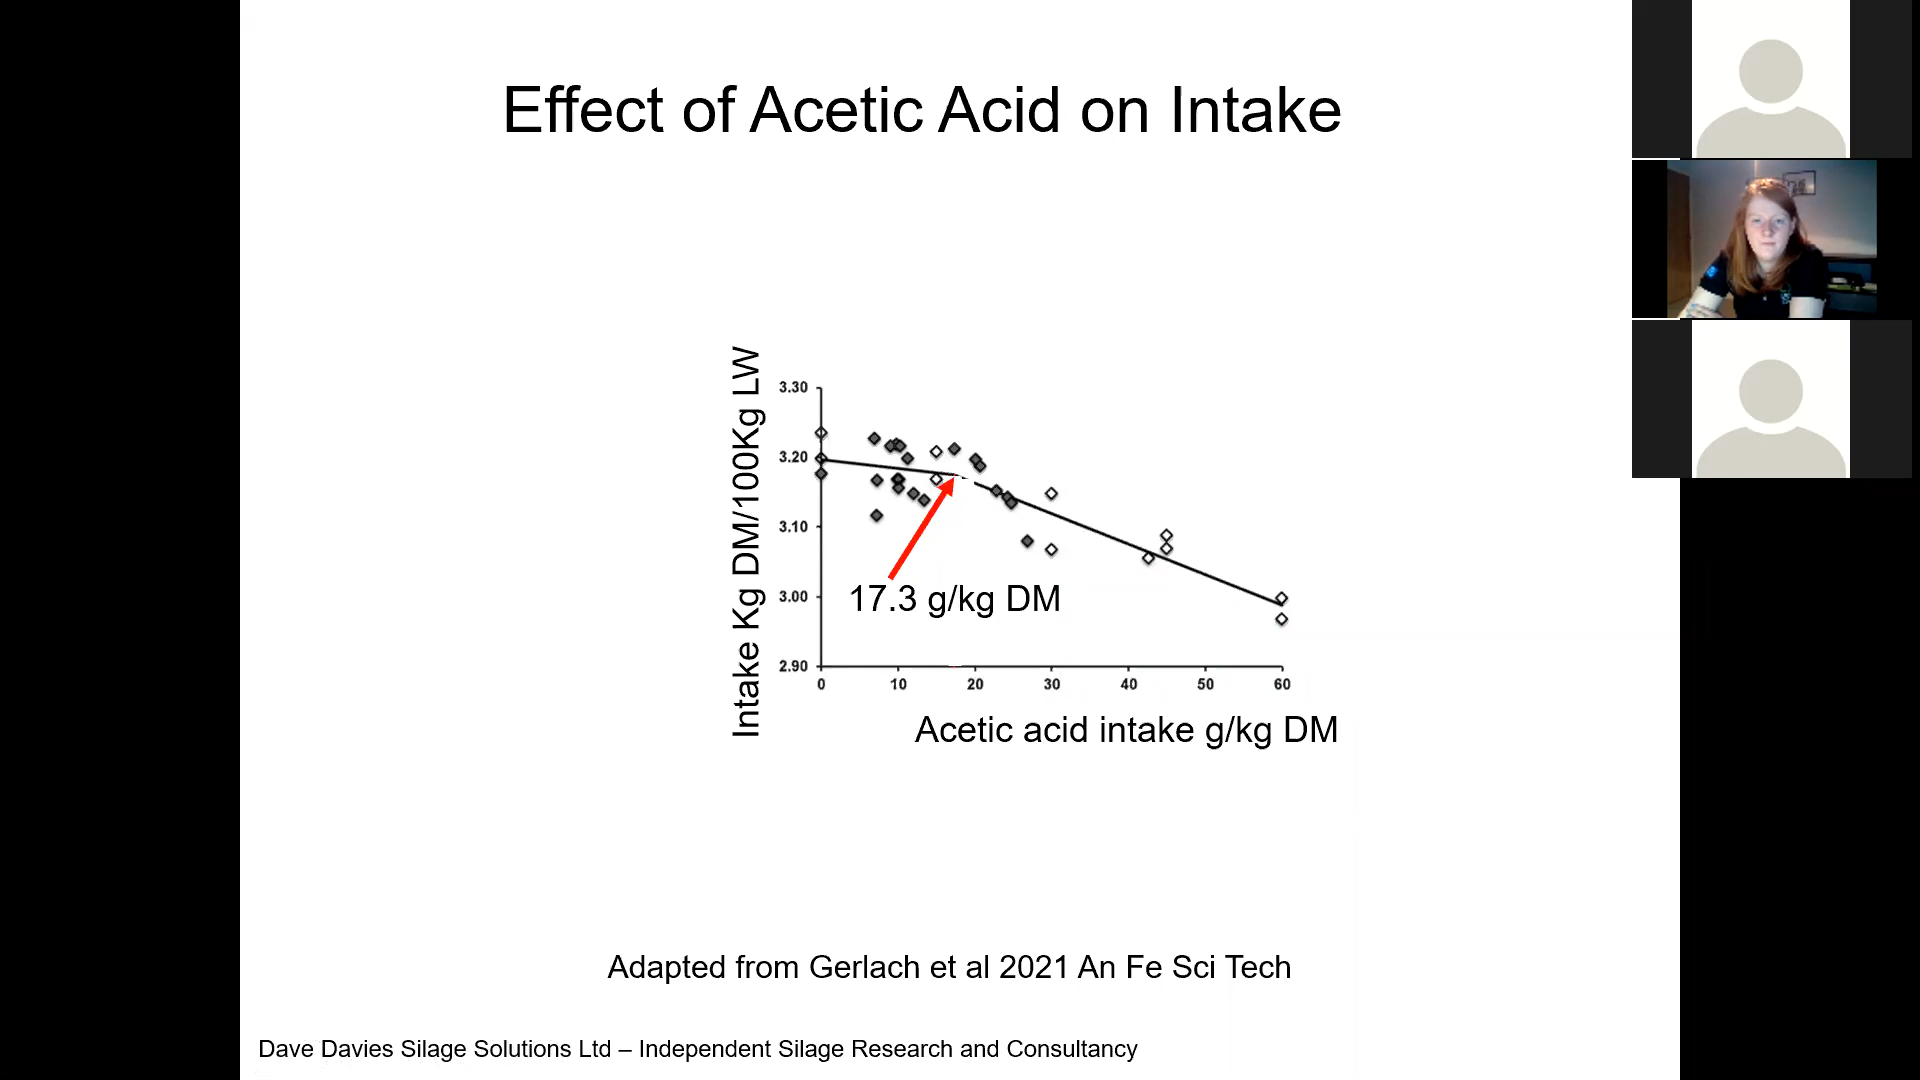 Effect of Acetic Acid on Intake
Intake Kg DM/100Kg LW
3.30
3.20
3.10
3.00
2.90
17.3 g/kg DM
0 10 20 30 40 50 60
Acetic acid intake g/kg DM
Adapted from Gerlach et al 2021 An Fe Sci Tech
Dave Davies Silage Solutions Ltd – Independent Silage Research and Consultancy